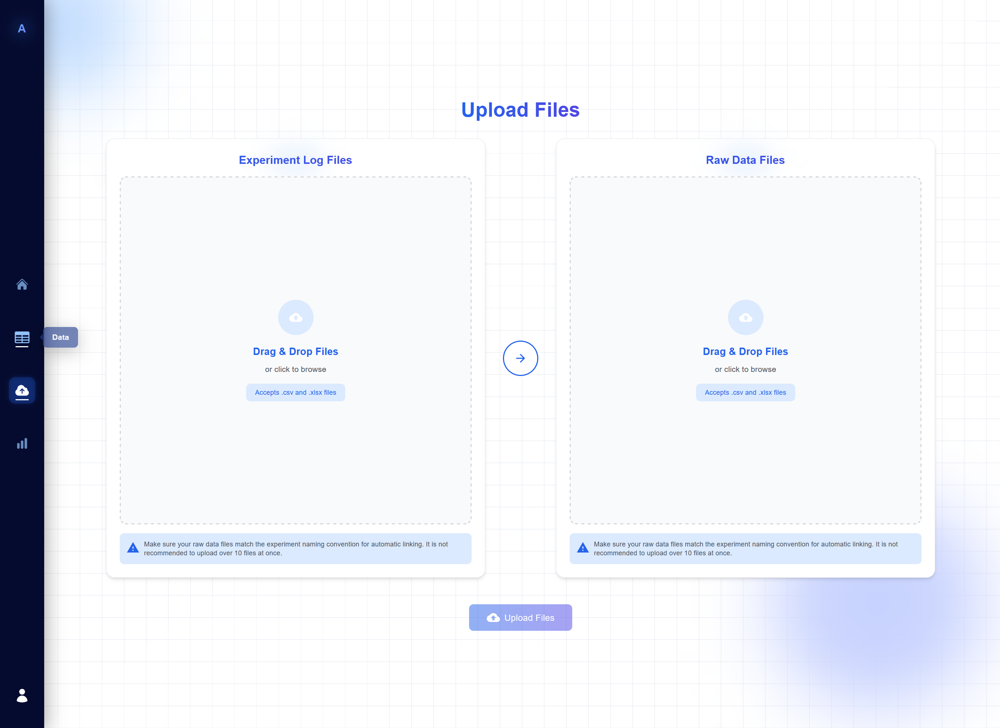 A
Data
Upload Files
Experiment Log Files
Drag & Drop Files
or click to browse
Accepts .csv and .xlsx files
Make sure your raw data files match the experiment naming convention for automatic linking. It is not
recommended to upload over 10 files at once.
Raw Data Files
Drag & Drop Files
or click to browse
Accepts .csv and .xlsx files
Make sure your raw data files match the experiment naming convention for automatic linking. It is not
recommended to upload over 10 files at once.
Upload Files